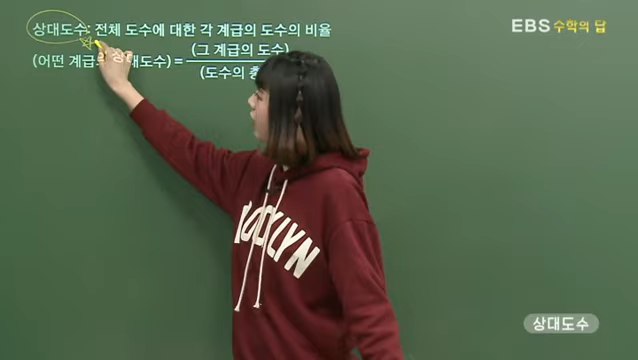 상대도수: 전체 도수에 대한 각 계급의 도수의 비율
(어떤 계급의 상대도수)=
(그 계급의 도수)
(도수의
EBS 수학의 답
ROOKLYN
상대도수